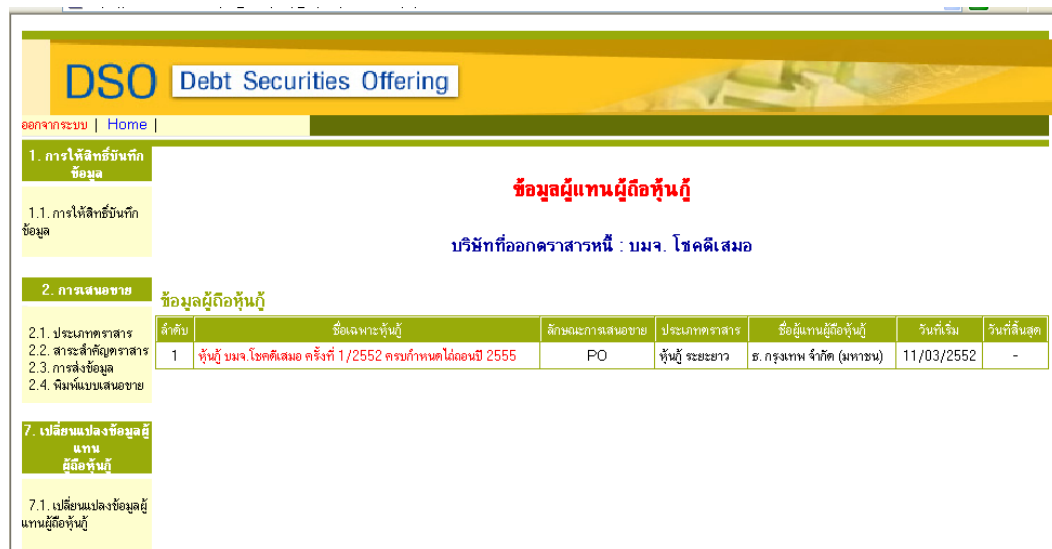 DSO Debt Securities Offering
ออกจากระบบ | Home |
1. การให้สิทธิ์บันทึก
ข้อมูล
1.1. การให้สิทธิ์บันทึก
ข้อมูล
2. การเสนอขาย
2.1. ประเภทตราสาร
2.2. สาระสำคัญตราสาร
2.3. การส่งข้อมูล
2.4. พิมพ์แบบเสนอขาย
7. เปลี่ยนแปลงข้อมูลผู้
แทน
ผู้ถือหุ้นกู้
7.1. เปลี่ยนแปลงข้อมูลผู้
แทนผู้ถือหุ้นกู้
ข้อมูลผู้แทนผู้ถือหุ้นกู้
บริษัทที่ออกตราสารหนี้ : บมจ. โชคดีเสมอ
ข้อมูลผู้ถือหุ้นกู้
ลำดับ ชื่อเฉพาะหุ้นกู้ ลักษณะการเสนอขาย ประเภทตราสาร ชื่อผู้แทนผู้ถือหุ้นกู้ วันที่เริ่ม วันที่สิ้นสุด
1 หุ้นกู้ บมจ.โชคดีเสมอ ครั้งที่ 1/2552 ครบกำหนดไถ่ถอนปี 2555 PO หุ้นกู้ ระยะยาว ธ. กรุงเทพ จำกัด (มหาชน) 11/03/2552 -